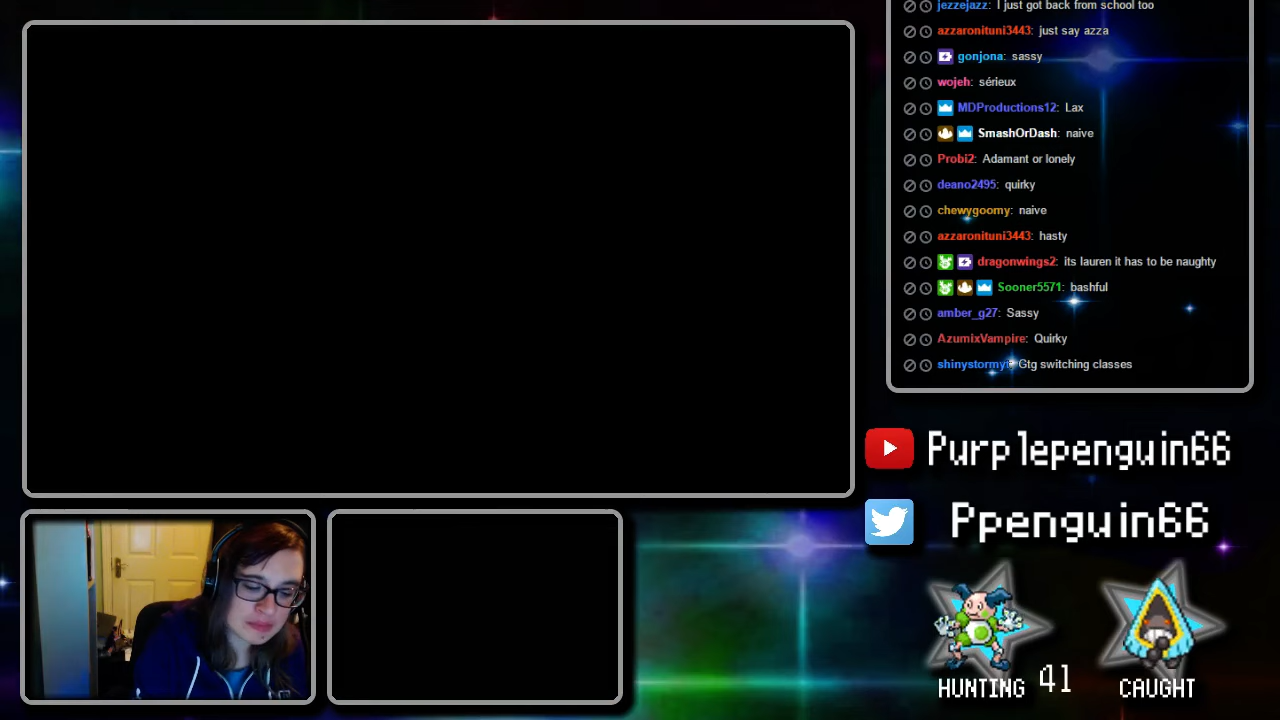 jezzejazz: I just got back from school too
azzaronituni3443: just say azza
gonjona: sassy
wojeh: sérieux
MDProductions12: Lax
SmashOrDash: naive
Probi2: Adamant or lonely
deano2495: quirky
chewygoomy: naive
azzaronituni3443: hasty
dragonwings2: its lauren it has to be naughty
Sooner5571: bashful
amber_g27: Sassy
AzumixVampire: Quirky
Gtg switching classes
Purplepenguin66
Ppenguin66
HUNTING 41 CAUGHT